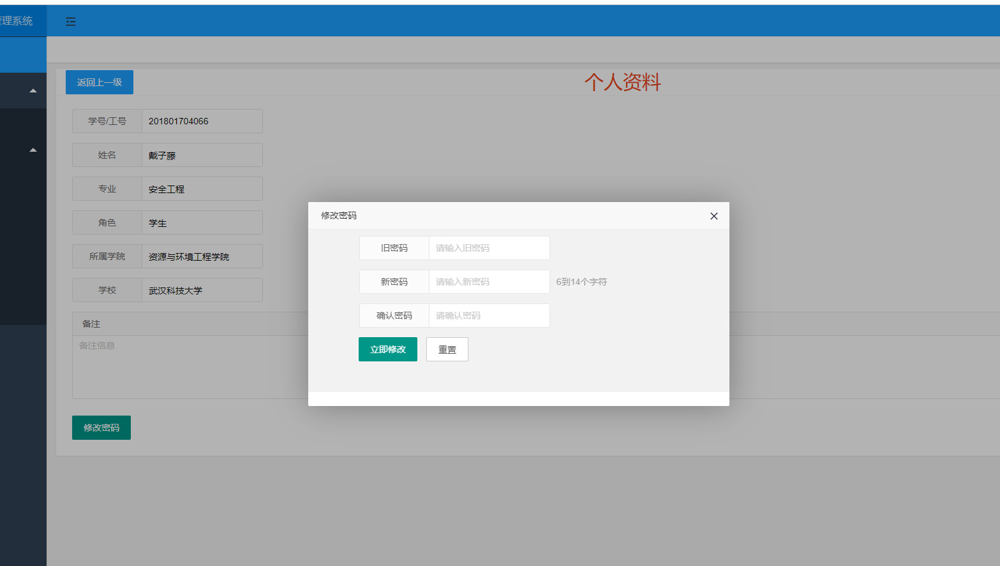 管理系统
返回上一级
个人资料
学号/工号 201801704066
姓名 戴子藤
专业 安全工程
角色 学生
所属学院 资源与环境工程学院
学校 武汉科技大学
备注
备注信息
修改密码
修改密码
旧密码 请输入旧密码
新密码 请输入新密码 6到14个字符
确认密码 请确认密码
立即修改 重置